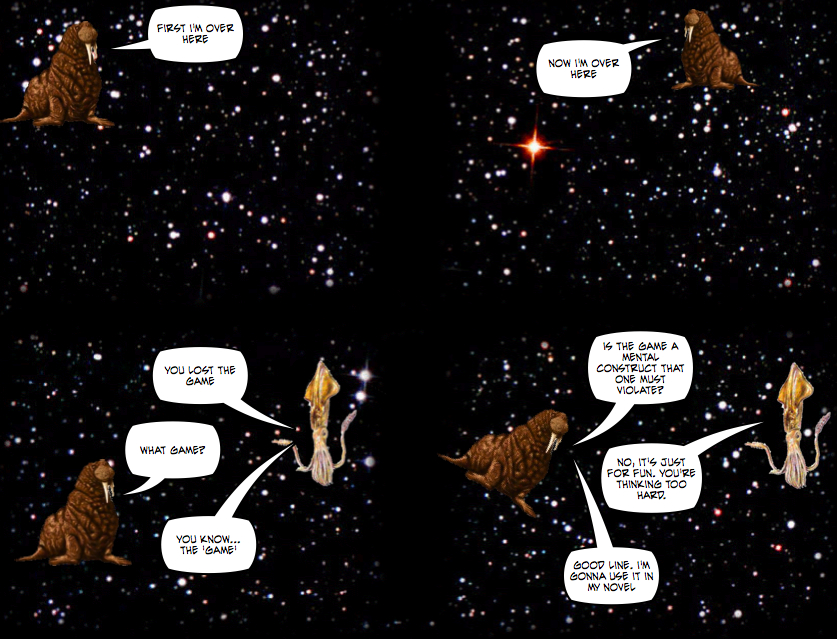 FIRST I'M OVER
HERE
NOW I'M OVER
HERE
YOU LOST THE
GAME
WHAT GAME?
YOU KNOW...
THE 'GAME'
IS THE GAME A
MENTAL
CONSTRUCT THAT
ONE MUST
VIOLATE?
NO, IT'S JUST
FOR FUN. YOU'RE
THINKING TOO
HARD.
GOOD LINE. I'M
GONNA USE IT IN
MY NOVEL